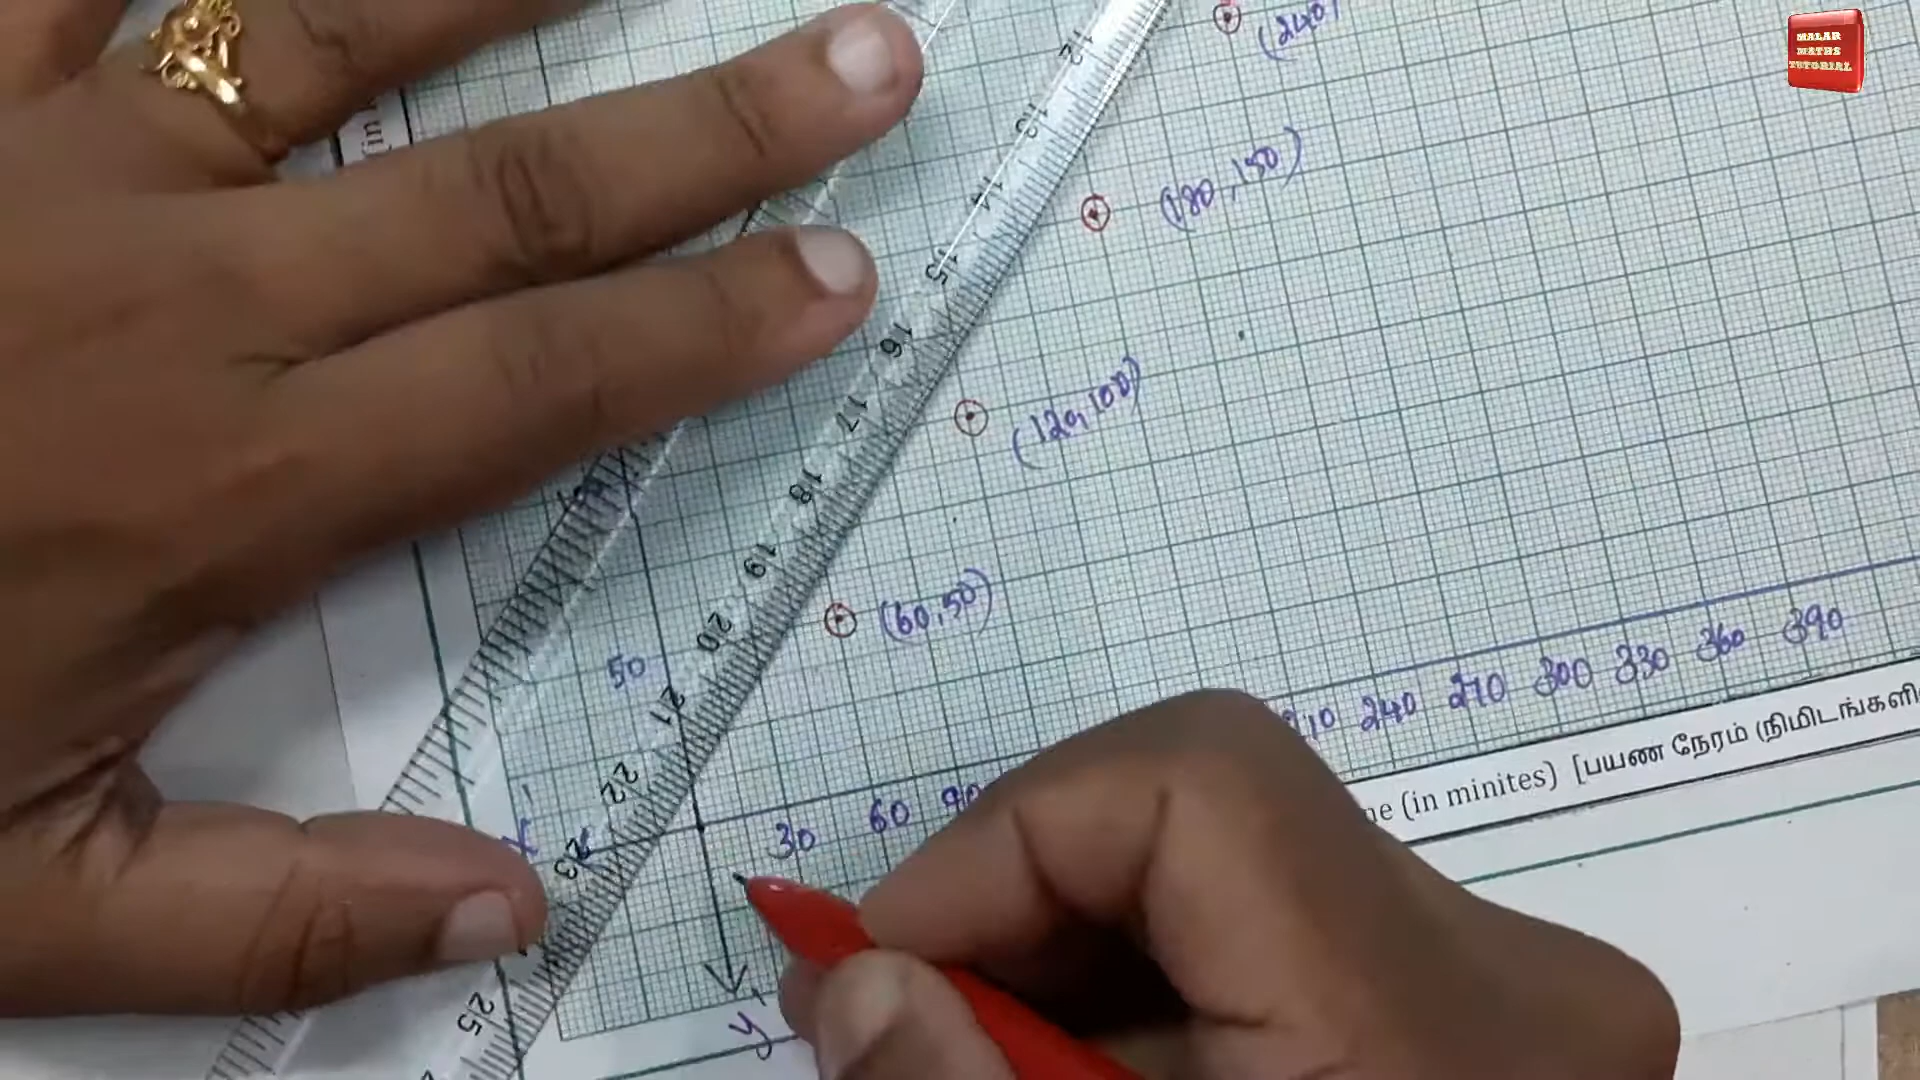 MALAR
MATHS
TUTORIAL
(240,
(in
(180,150)
(120,100)
(60,50)
50
x'
30 60 90 210 240 270 300 330 360 390
(in minites) [பயண நேரம் (நிமிடங்களி
y'
12 13 14 15 16 17 18 19 20 21 22 23 25